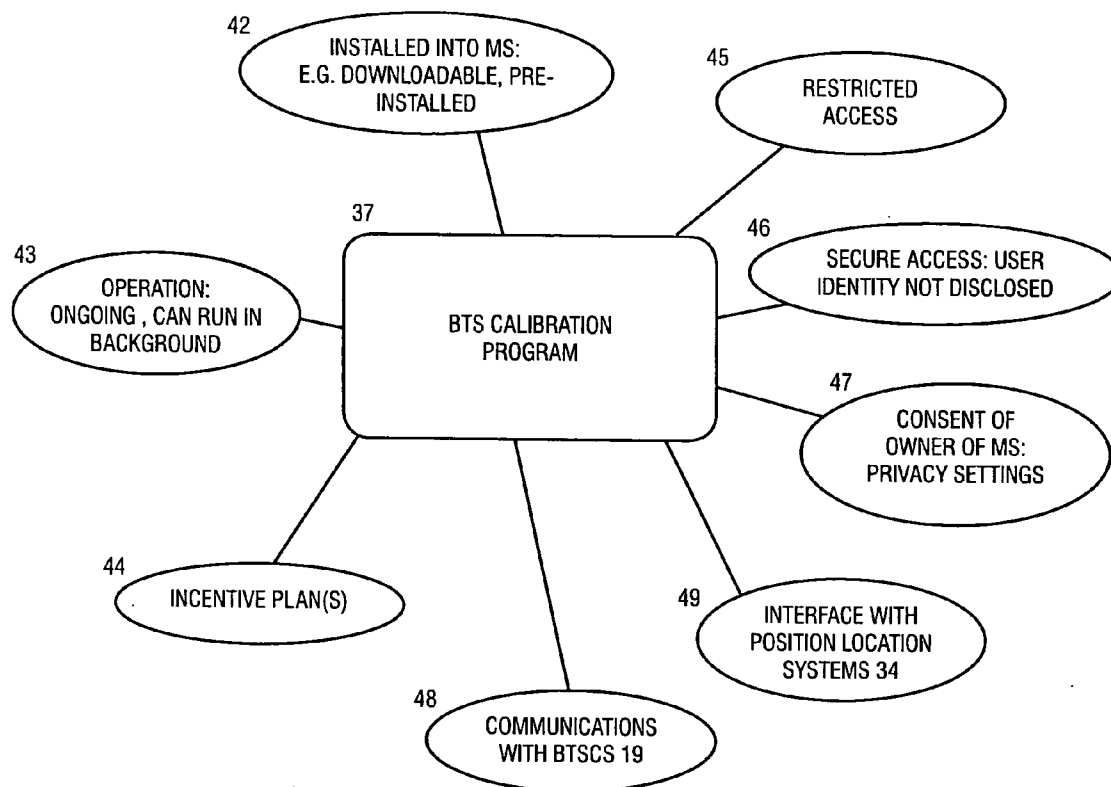 42
INSTALLED INTO MS:
E.G. DOWNLOADABLE, PRE-
INSTALLED
45
RESTRICTED
ACCESS
37
BTS CALIBRATION
PROGRAM
43
OPERATION:
ONGOING , CAN RUN IN
BACKGROUND
46
SECURE ACCESS: USER
IDENTITY NOT DISCLOSED
47
CONSENT OF
OWNER OF MS:
PRIVACY SETTINGS
44
INCENTIVE PLAN(S)
49
INTERFACE WITH
POSITION LOCATION
SYSTEMS 34
48
COMMUNICATIONS
WITH BTSCS 19